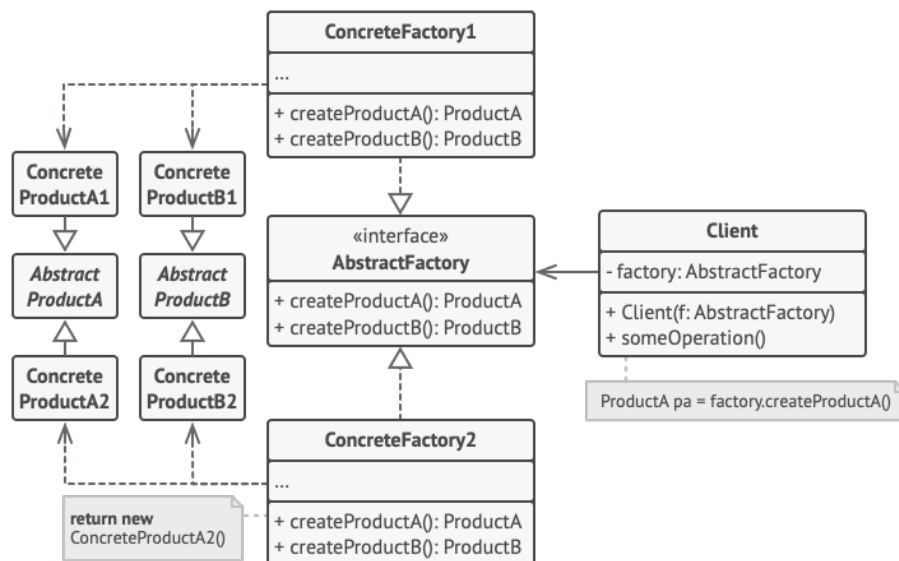 ConcreteFactory1
...
+ createProductA(): ProductA
+ createProductB(): ProductB
Concrete
ProductA1
Concrete
ProductB1
Abstract
ProductA
Abstract
ProductB
Concrete
ProductA2
Concrete
ProductB2
«interface»
AbstractFactory
+ createProductA(): ProductA
+ createProductB(): ProductB
Client
- factory: AbstractFactory
+ Client(f: AbstractFactory)
+ someOperation()
ProductA pa = factory.createProductA()
ConcreteFactory2
...
+ createProductA(): ProductA
+ createProductB(): ProductB
return new
ConcreteProductA2()